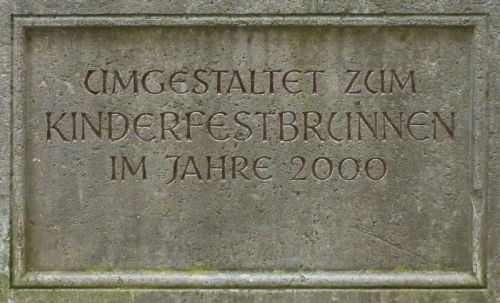 UMGESTALTET ZUM
KINDERFESTBRUNNEN
IM JAHRE 2000